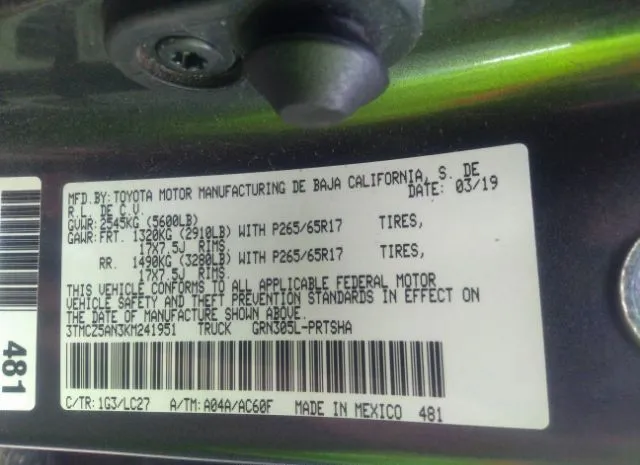 MFD.BY:TOYOTA MOTOR MANUFACTURING DE BAJA CALIFORNIA, S. DE
R.L. DE C.V. DATE: 03/19
GVWR:2545KG (5600LB)
GAWR:FRT. 1320KG (2910LB) WITH P265/65R17 TIRES,
17X7.5J RIMS.
RR. 1490KG (3280LB) WITH P265/65R17 TIRES,
17X7.5J RIMS.
THIS VEHICLE CONFORMS TO ALL APPLICABLE FEDERAL MOTOR
VEHICLE SAFETY AND THEFT PREVENTION STANDARDS IN EFFECT ON
THE DATE OF MANUFACTURE SHOWN ABOVE.
3TMCZ5AN3KM241951 TRUCK GRN305L-PRTSHA
C/TR: 1G3/LC27 A/TM: A04A/AC60F MADE IN MEXICO 481
481